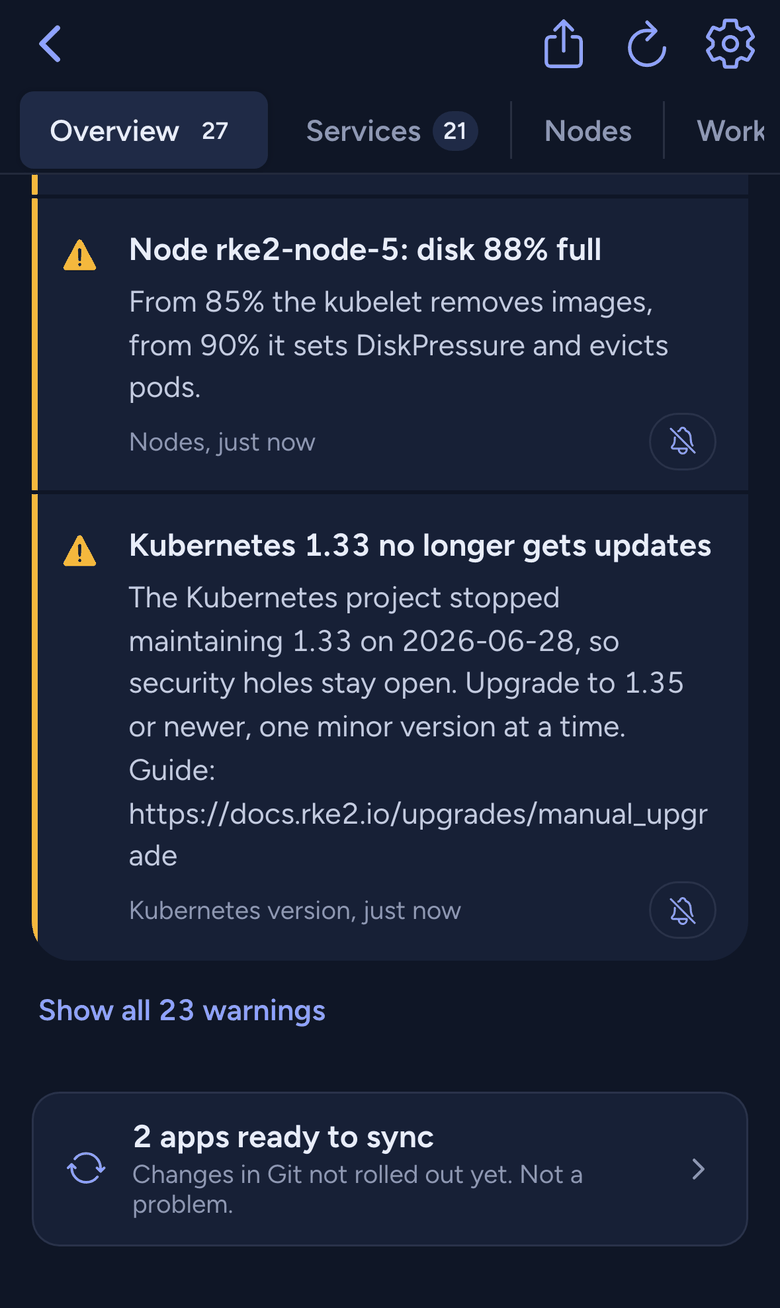 Overview 27 Services 21 Nodes Work
Node rke2-node-5: disk 88% full
From 85% the kubelet removes images,
from 90% it sets DiskPressure and evicts
pods.
Nodes, just now
Kubernetes 1.33 no longer gets updates
The Kubernetes project stopped
maintaining 1.33 on 2026-06-28, so
security holes stay open. Upgrade to 1.35
or newer, one minor version at a time.
Guide:
https://docs.rke2.io/upgrades/manual_upgr
ade
Kubernetes version, just now
Show all 23 warnings
2 apps ready to sync
Changes in Git not rolled out yet. Not a
problem.